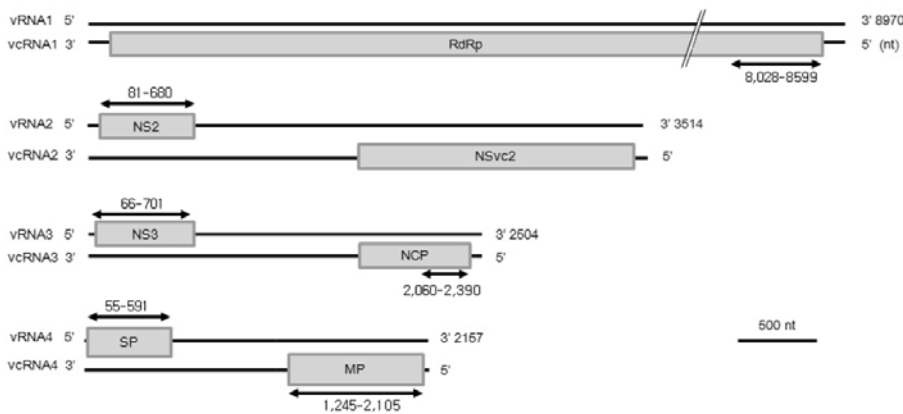 vRNA1 5' 3' 8970
vcRNA1 3' RdRp 5' (nt)
8,028-8599
81-680
vRNA2 5' NS2 3' 3514
vcRNA2 3' NSvc2 5'
66-701
vRNA3 5' NS3 3' 2504
vcRNA3 3' NCP 5'
2,060-2,390
55-591
500 nt
vRNA4 5' SP 3' 2157
vcRNA4 3' MP 5'
1,245-2,105